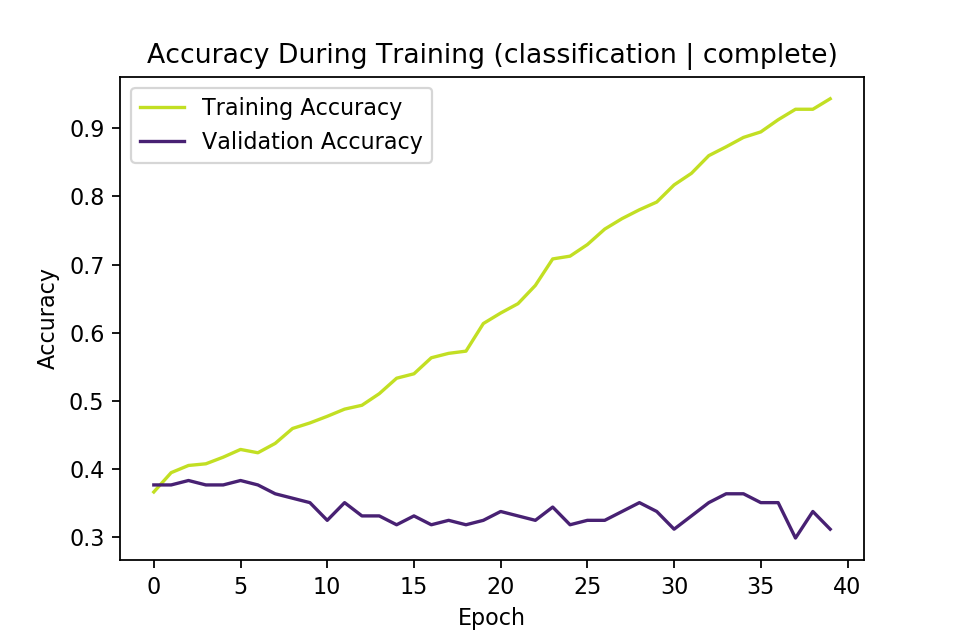 Accuracy During Training (classification | complete)
Training Accuracy
Validation Accuracy
Accuracy
0.9
0.8
0.7
0.6
0.5
0.4
0.3
0 5 10 15 20 25 30 35 40
Epoch